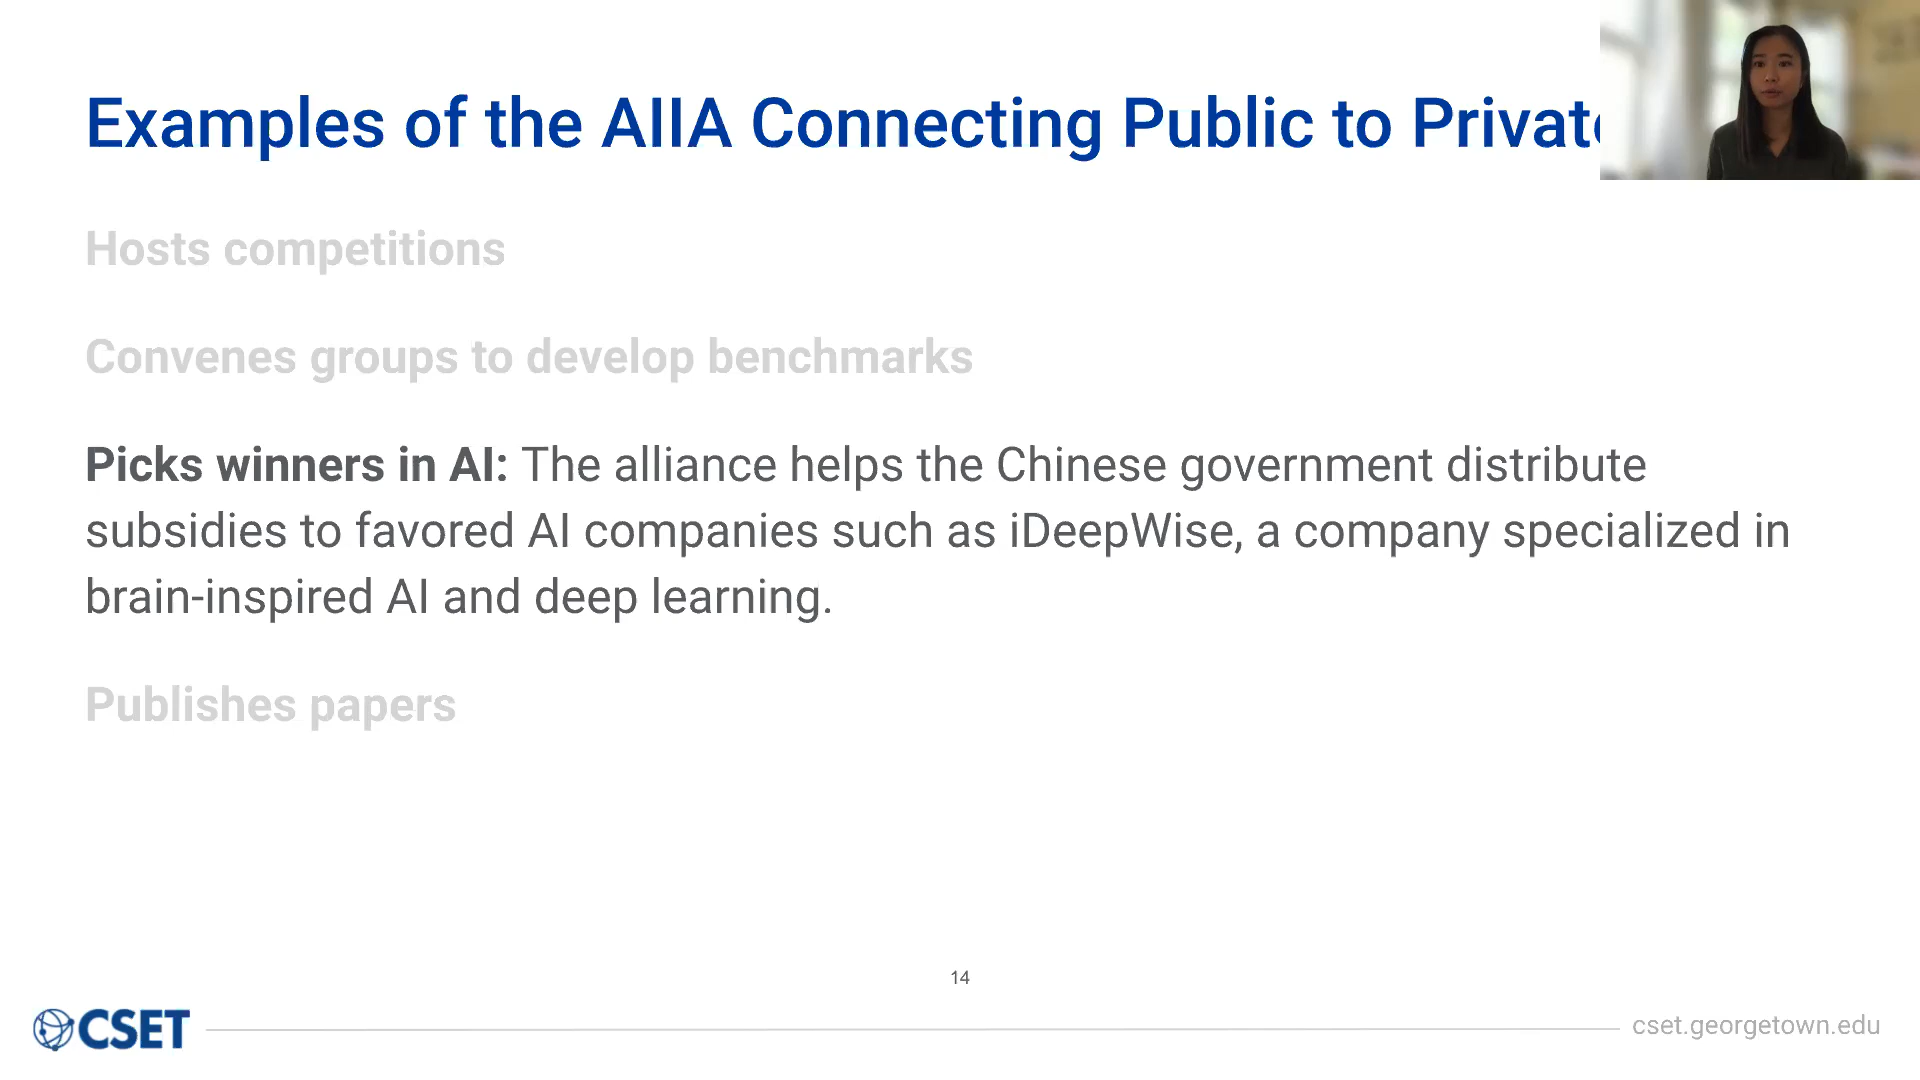 Examples of the AIIA Connecting Public to Private
Hosts competitions
Convenes groups to develop benchmarks
Picks winners in AI: The alliance helps the Chinese government distribute
subsidies to favored AI companies such as iDeepWise, a company specialized in
brain-inspired AI and deep learning.
Publishes papers
14
CSET
cset.georgetown.edu